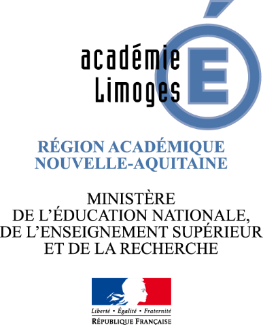 académie
Limoges
É
RÉGION ACADÉMIQUE
NOUVELLE-AQUITAINE
MINISTÈRE
DE L'ÉDUCATION NATIONALE,
DE L'ENSEIGNEMENT SUPÉRIEUR
ET DE LA RECHERCHE
Liberté • Égalité • Fraternité
RÉPUBLIQUE FRANÇAISE